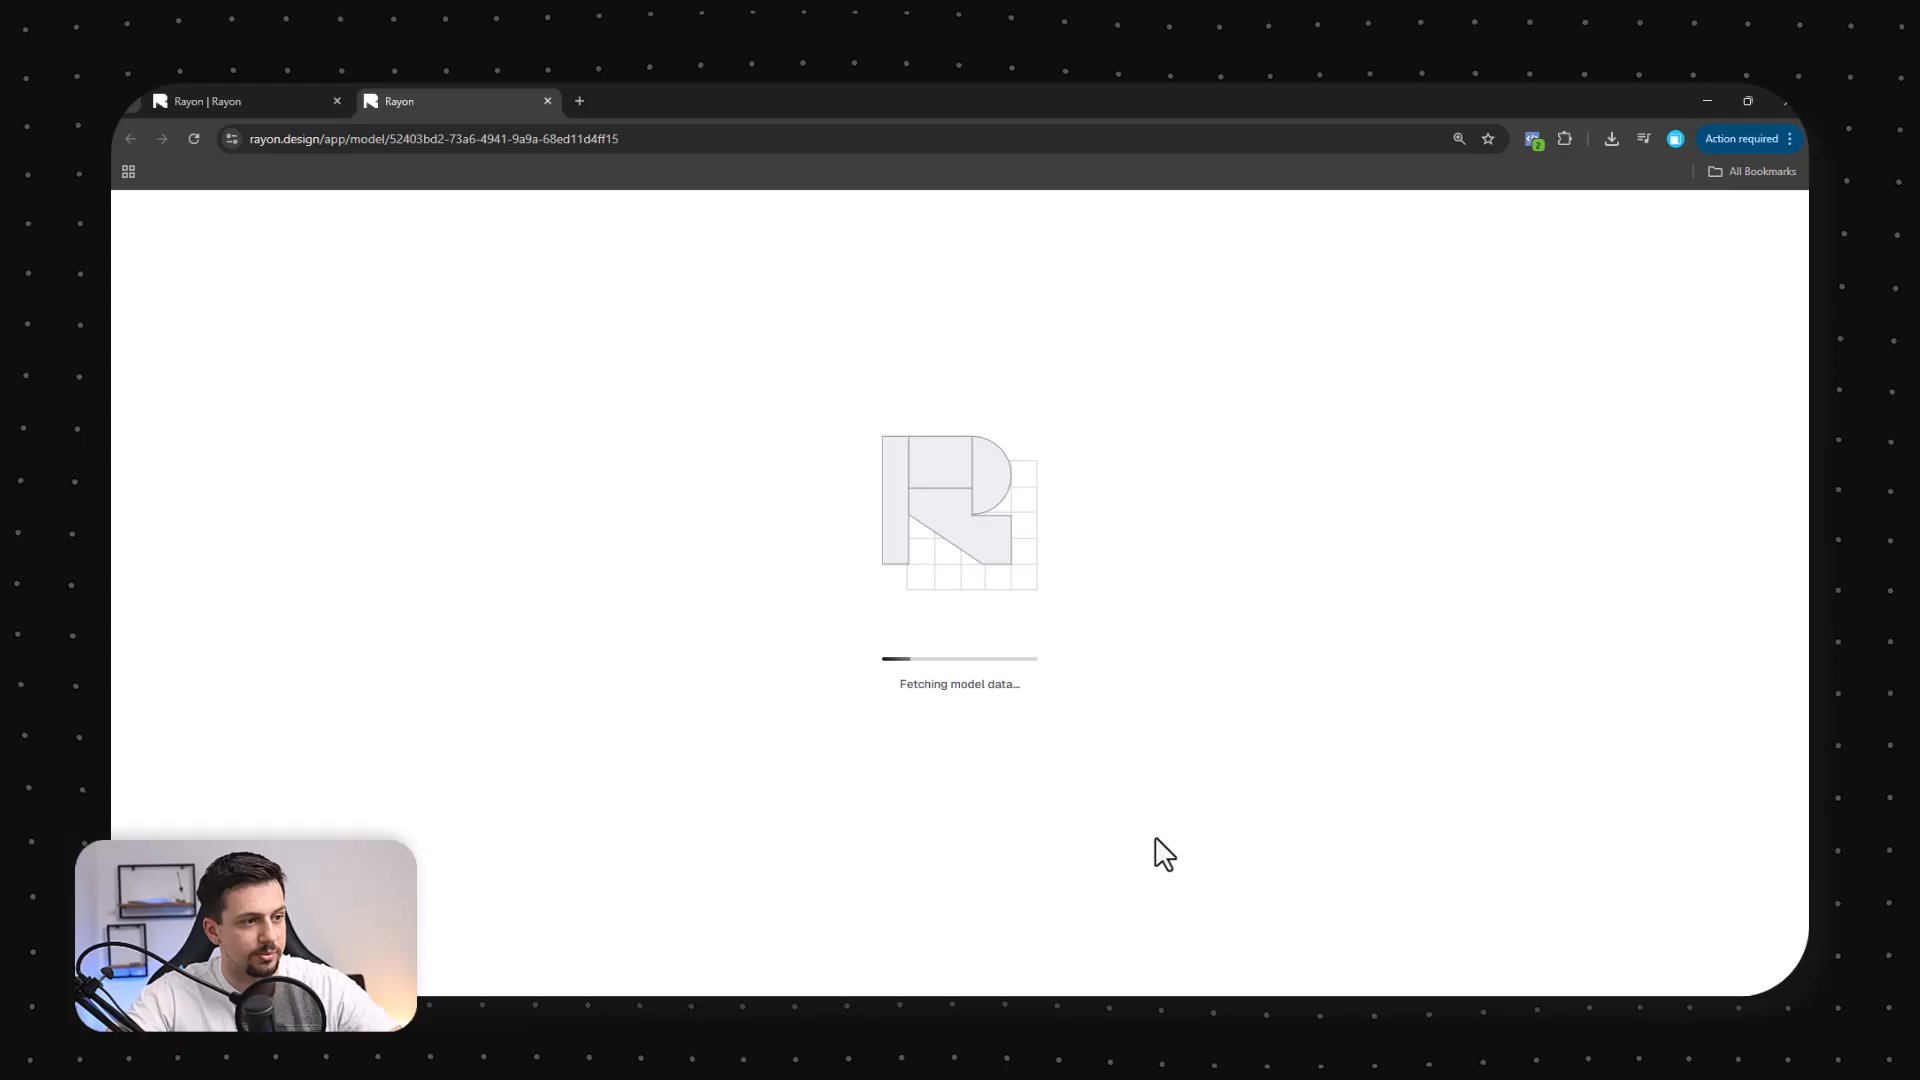 Rayon | Rayon
Rayon
rayon.design/app/model/52403bd2-73a6-4941-9a9a-68ed11d4ff15
2
Action required
All Bookmarks
Fetching model data...